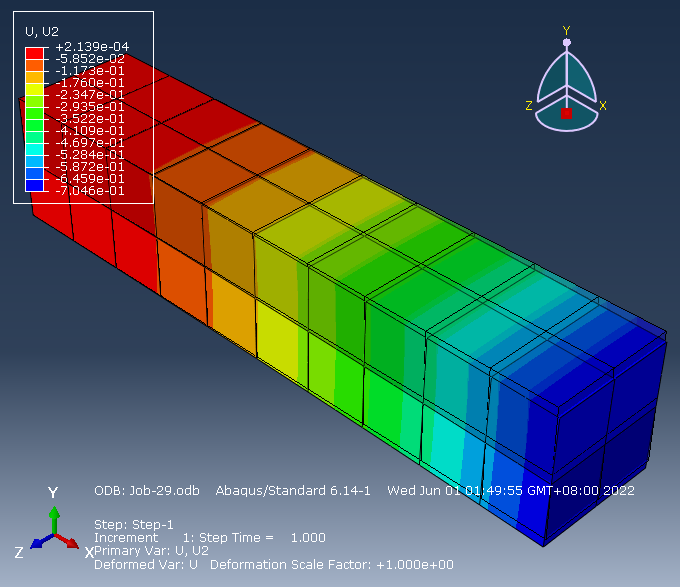 U, U2
+2.139e-04
-5.852e-02
-1.173e-01
-1.760e-01
-2.347e-01
-2.935e-01
-3.522e-01
-4.109e-01
-4.697e-01
-5.284e-01
-5.872e-01
-6.459e-01
-7.046e-01
Y
Z X
ODB: Job-29.odb Abaqus/Standard 6.14-1 Wed Jun 01 01:49:55 GMT+08:00 2022
Y
Step: Step-1
Increment 1: Step Time = 1.000
Z X Primary Var: U, U2
Deformed Var: U Deformation Scale Factor: +1.000e+00